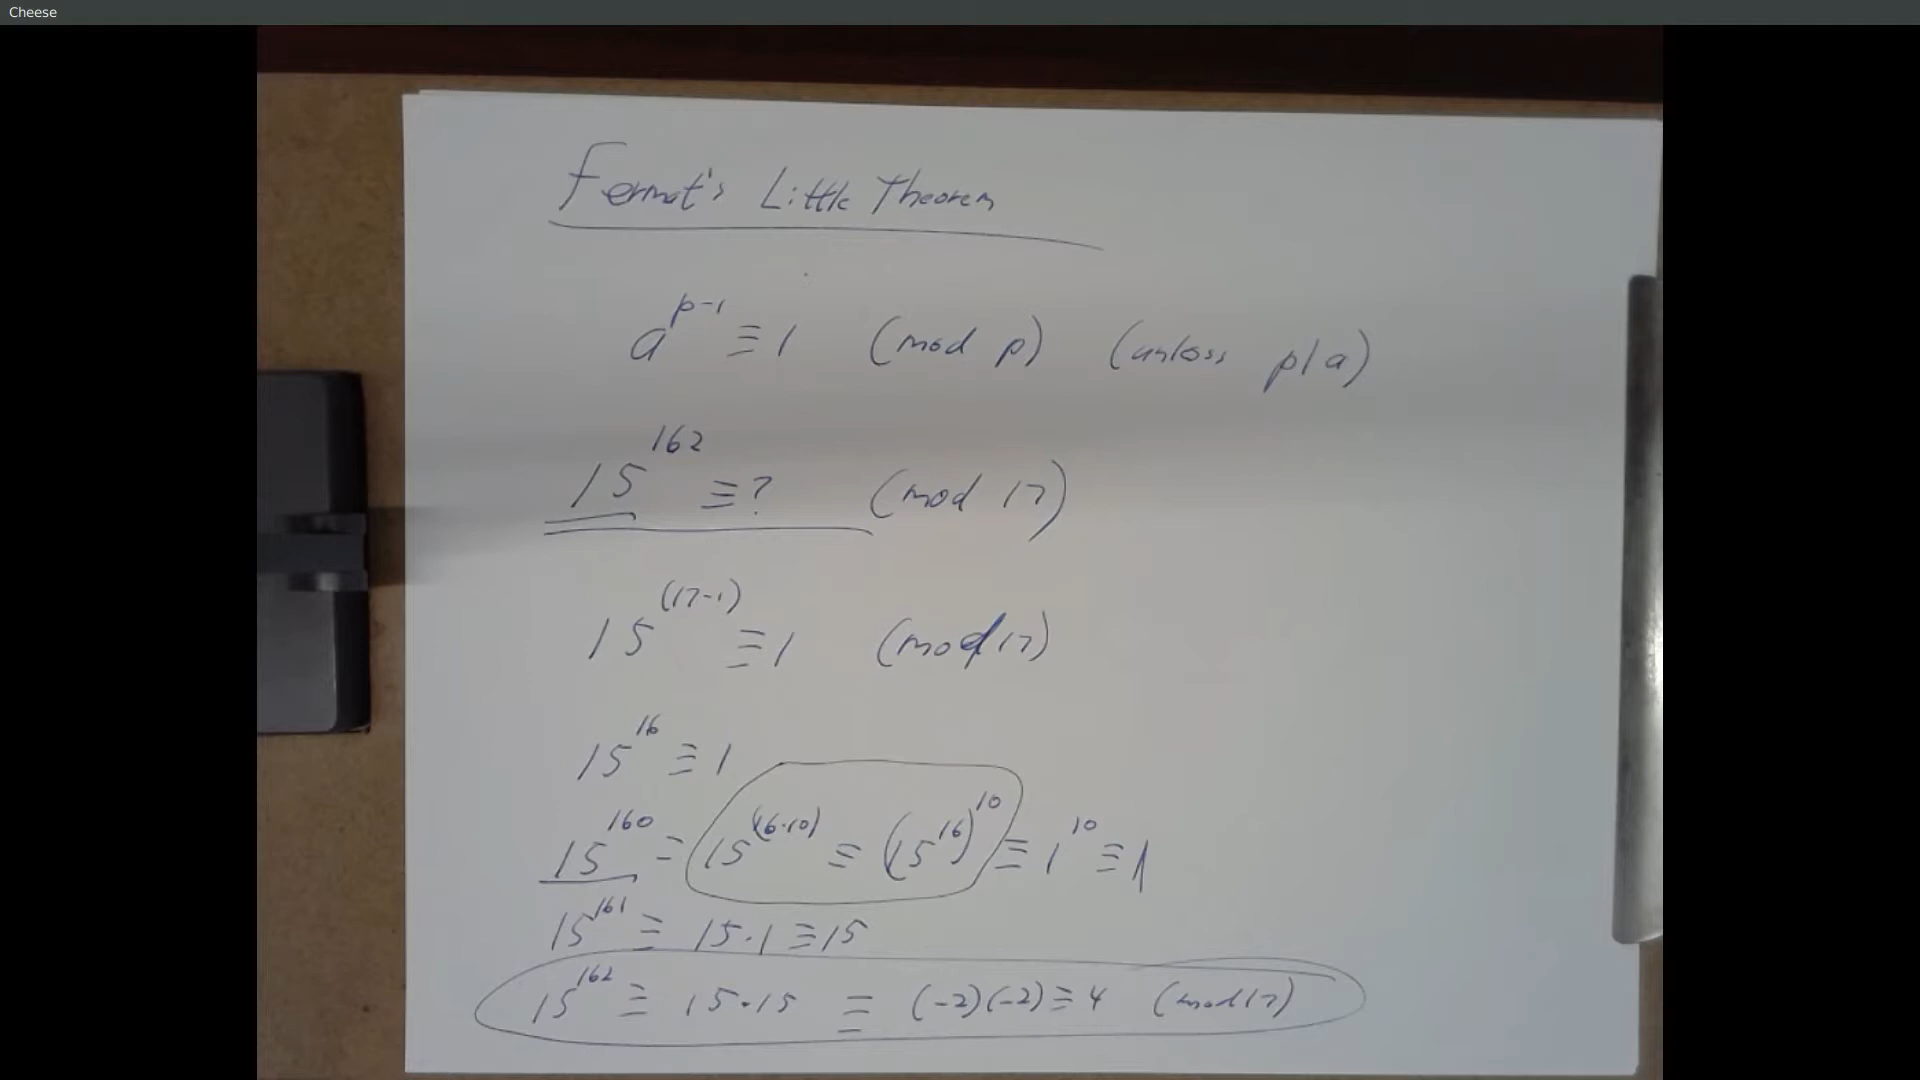 Cheese
Fermat's Little Theorem
a^{p-1} ≡ 1 (mod p) (unless p|a)
15^{162} ≡ ? (mod 17)
15^{(17-1)} ≡ 1 (mod 17)
15^{16} ≡ 1
15^{160} ≡ 15^{(16·10)} ≡ (15^{16})^{10} ≡ 1^{10} ≡ 1
15^{161} ≡ 15·1 ≡ 15
15^{162} ≡ 15·15 ≡ (-2)(-2) ≡ 4 (mod 17)